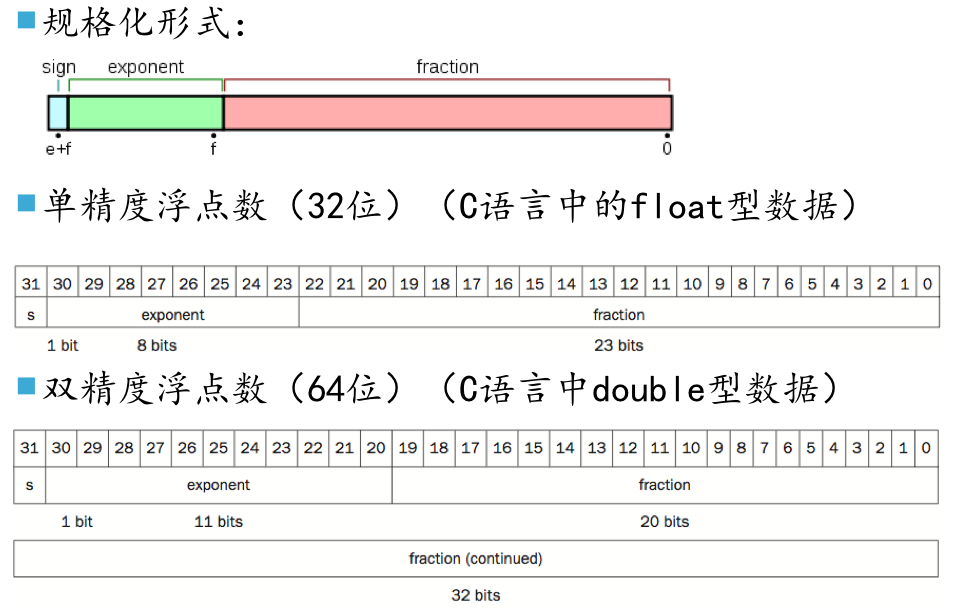 规格化形式：
sign exponent fraction
e+f f 0
单精度浮点数（32位）（C语言中的float型数据）
31 30 29 28 27 26 25 24 23 22 21 20 19 18 17 16 15 14 13 12 11 10 9 8 7 6 5 4 3 2 1 0
s exponent fraction
1 bit 8 bits 23 bits
双精度浮点数（64位）（C语言中double型数据）
31 30 29 28 27 26 25 24 23 22 21 20 19 18 17 16 15 14 13 12 11 10 9 8 7 6 5 4 3 2 1 0
s exponent fraction
1 bit 11 bits 20 bits
fraction (continued)
32 bits